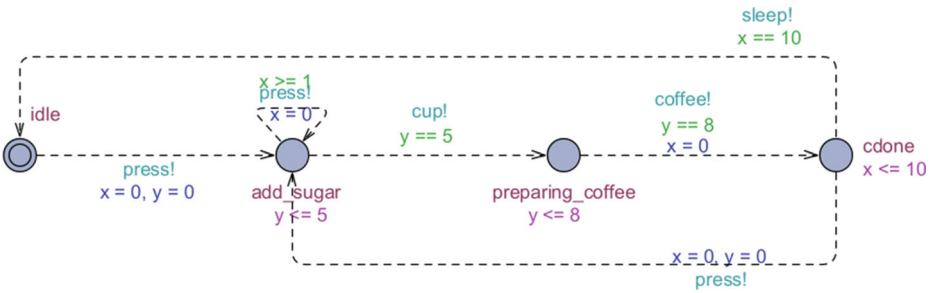 sleep!
x == 10
idle
x >= 1
press!
x = 0
cup!
y == 5
coffee!
y == 8
x = 0
cdone
x <= 10
press!
x = 0, y = 0
add_sugar
y <= 5
preparing_coffee
y <= 8
x = 0, y = 0
press!